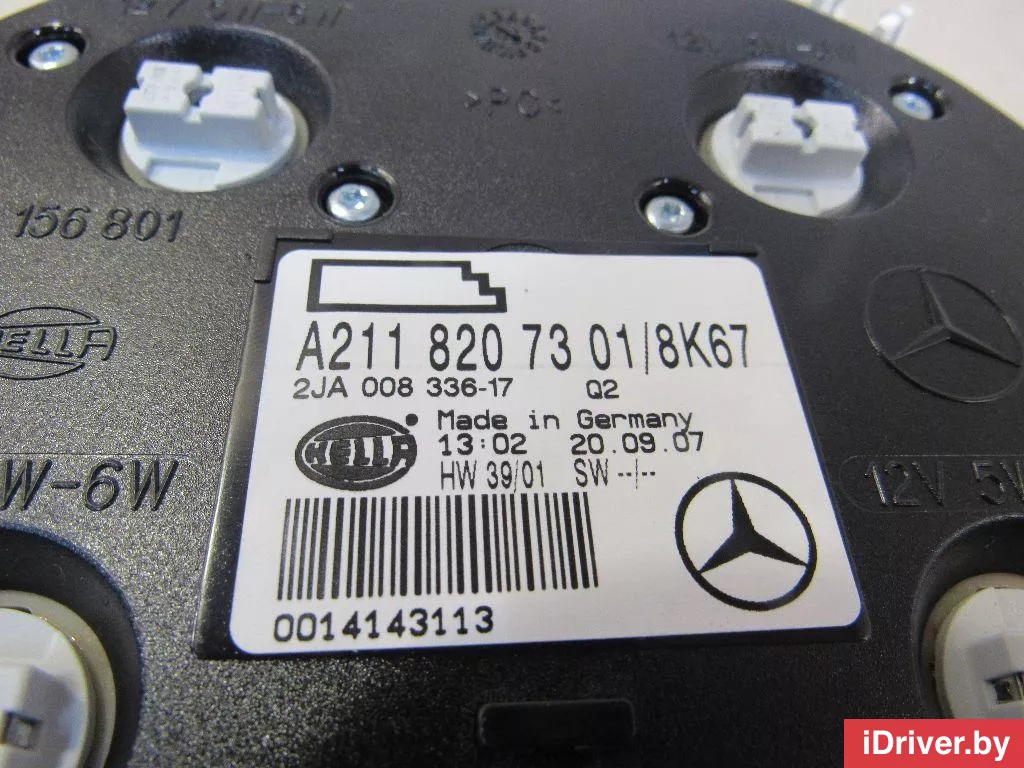 >PC<
156 801
HELLA
A211 820 73 01/8K67
2JA 008 336-17 Q2
HELLA
Made in Germany
13:02 20.09.07
HW 39/01 SW --/--
W-6W
12V 5W
0014143113
iDriver.by